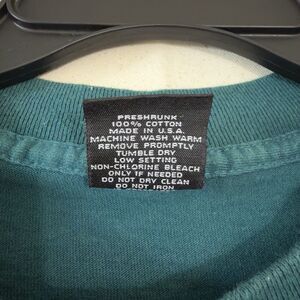 PRESHRUNK
100% COTTON
MADE IN U.S.A.
MACHINE WASH WARM
REMOVE PROMPTLY
TUMBLE DRY
LOW SETTING
NON-CHLORINE BLEACH
ONLY IF NEEDED
DO NOT DRY CLEAN
DO NOT IRON